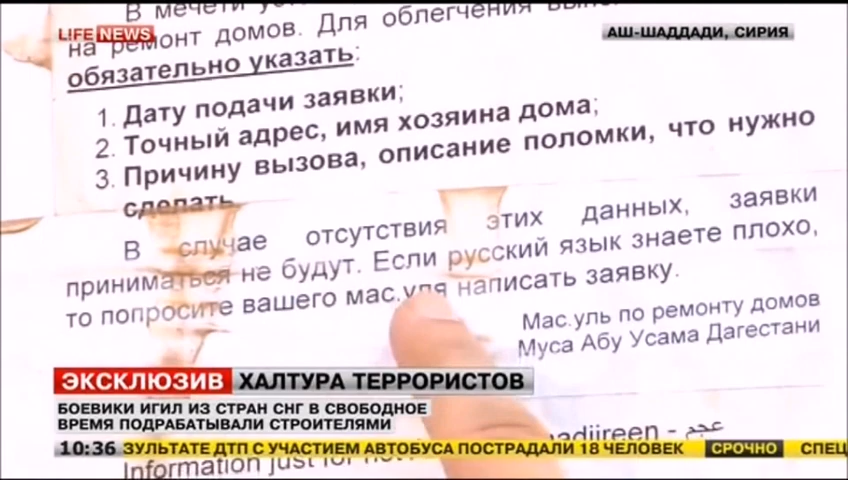 В мечети
LIFE NEWS
АШ-ШАДДАДИ, СИРИЯ
на ремонт домов. Для облегчения
обязательно указать:
1. Дату подачи заявки;
2. Точный адрес, имя хозяина дома;
3. Причину вызова, описание поломки, что нужно
сделать.
В случае отсутствия этих данных, заявки
приниматься не будут. Если русский язык знаете плохо,
то попросите вашего мас.уля написать заявку.
Мас.уль по ремонту домов
Муса Абу Усама Дагестани
ЭКСКЛЮЗИВ ХАЛТУРА ТЕРРОРИСТОВ
БОЕВИКИ ИГИЛ ИЗ СТРАН СНГ В СВОБОДНОЕ
ВРЕМЯ ПОДРАБАТЫВАЛИ СТРОИТЕЛЯМИ
عجم -
10:36 ЗУЛЬТАТЕ ДТП С УЧАСТИЕМ АВТОБУСА ПОСТРАДАЛИ 18 ЧЕЛОВЕК СРОЧНО СПЕЦ
Information just for